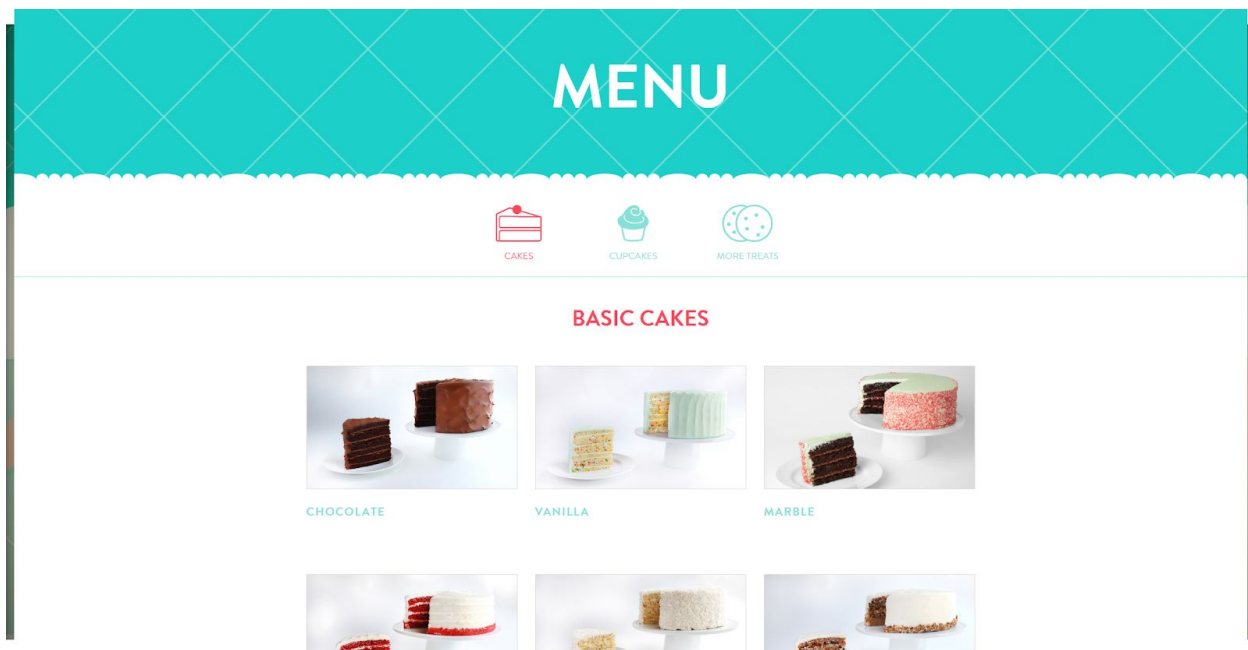 MENU
CAKES
CUPCAKES
MORE TREATS
BASIC CAKES
CHOCOLATE
VANILLA
MARBLE